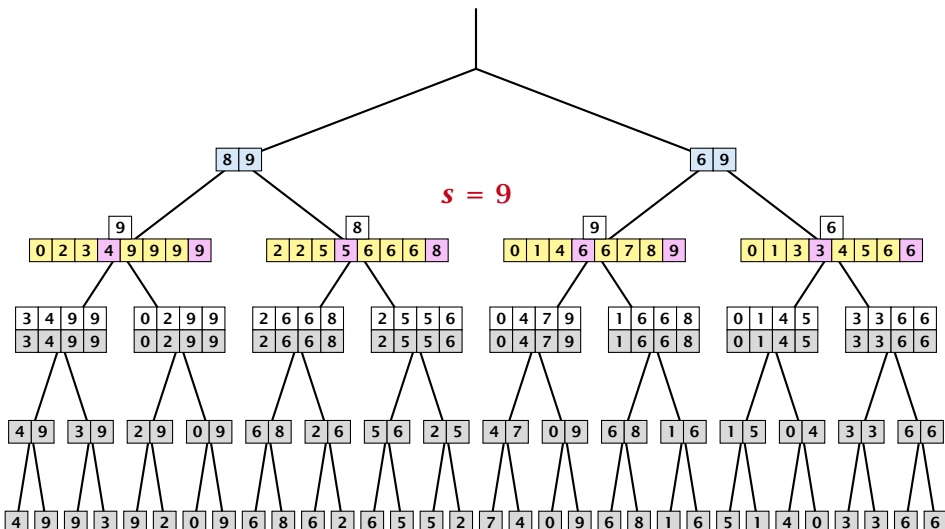 8 9 6 9
s = 9
9 8 9 6
0 2 3 4 9 9 9 9 2 2 5 5 6 6 6 8 0 1 4 6 6 7 8 9 0 1 3 3 4 5 6 6
3 4 9 9 0 2 9 9 2 6 6 8 2 5 5 6 0 4 7 9 1 6 6 8 0 1 4 5 3 3 6 6
3 4 9 9 0 2 9 9 2 6 6 8 2 5 5 6 0 4 7 9 1 6 6 8 0 1 4 5 3 3 6 6
4 9 3 9 2 9 0 9 6 8 2 6 5 6 2 5 4 7 0 9 6 8 1 6 1 5 0 4 3 3 6 6
4 9 9 3 9 2 0 9 6 8 6 2 6 5 5 2 7 4 0 9 6 8 1 6 5 1 4 0 3 3 6 6